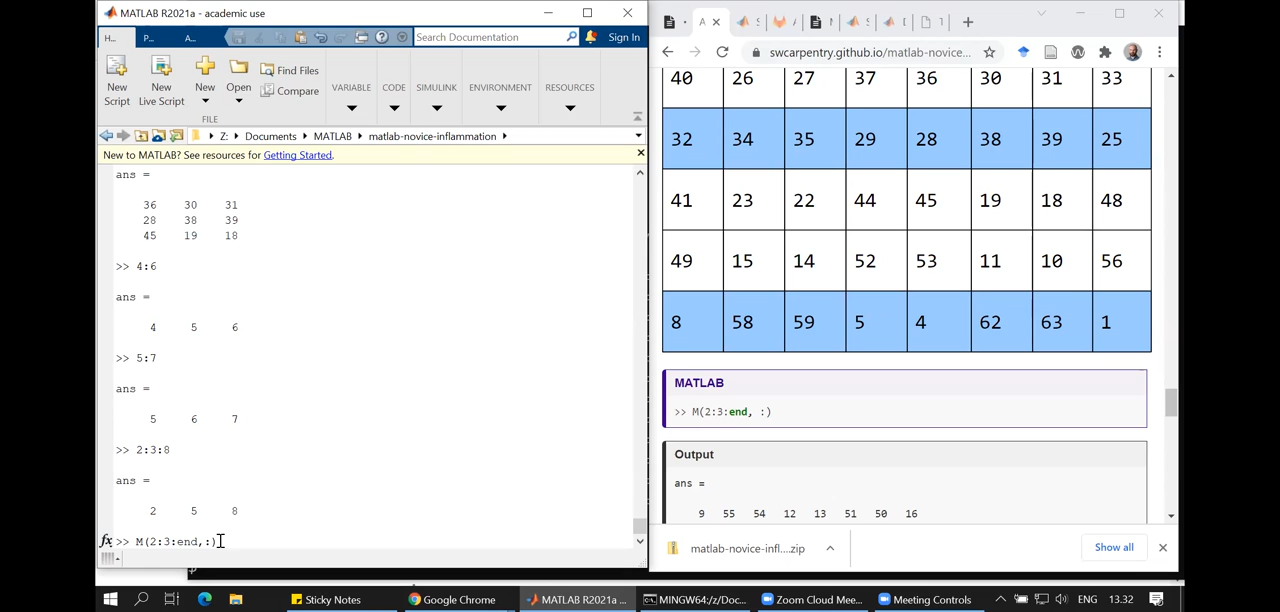 MATLAB R2021a - academic use
H... P... A... Search Documentation Sign In
New Script
New Live Script
New
Open
Find Files
Compare
FILE
VARIABLE CODE SIMULINK ENVIRONMENT RESOURCES
Z: Documents MATLAB matlab-novice-inflammation
New to MATLAB? See resources for Getting Started.
ans =
36 30 31
28 38 39
45 19 18
>> 4:6
ans =
4 5 6
>> 5:7
ans =
5 6 7
>> 2:3:8
ans =
2 5 8
fx >> M(2:3:end,:)
swcarpentry.github.io/matlab-novice...
40 26 27 37 36 30 31 33
32 34 35 29 28 38 39 25
41 23 22 44 45 19 18 48
49 15 14 52 53 11 10 56
8 58 59 5 4 62 63 1
MATLAB
>> M(2:3:end, :)
Output
ans =
9 55 54 12 13 51 50 16
matlab-novice-infl....zip
Show all
Sticky Notes Google Chrome MATLAB R2021a ... MINGW64:/z/Doc... Zoom Cloud Mee... Meeting Controls ENG 13.32